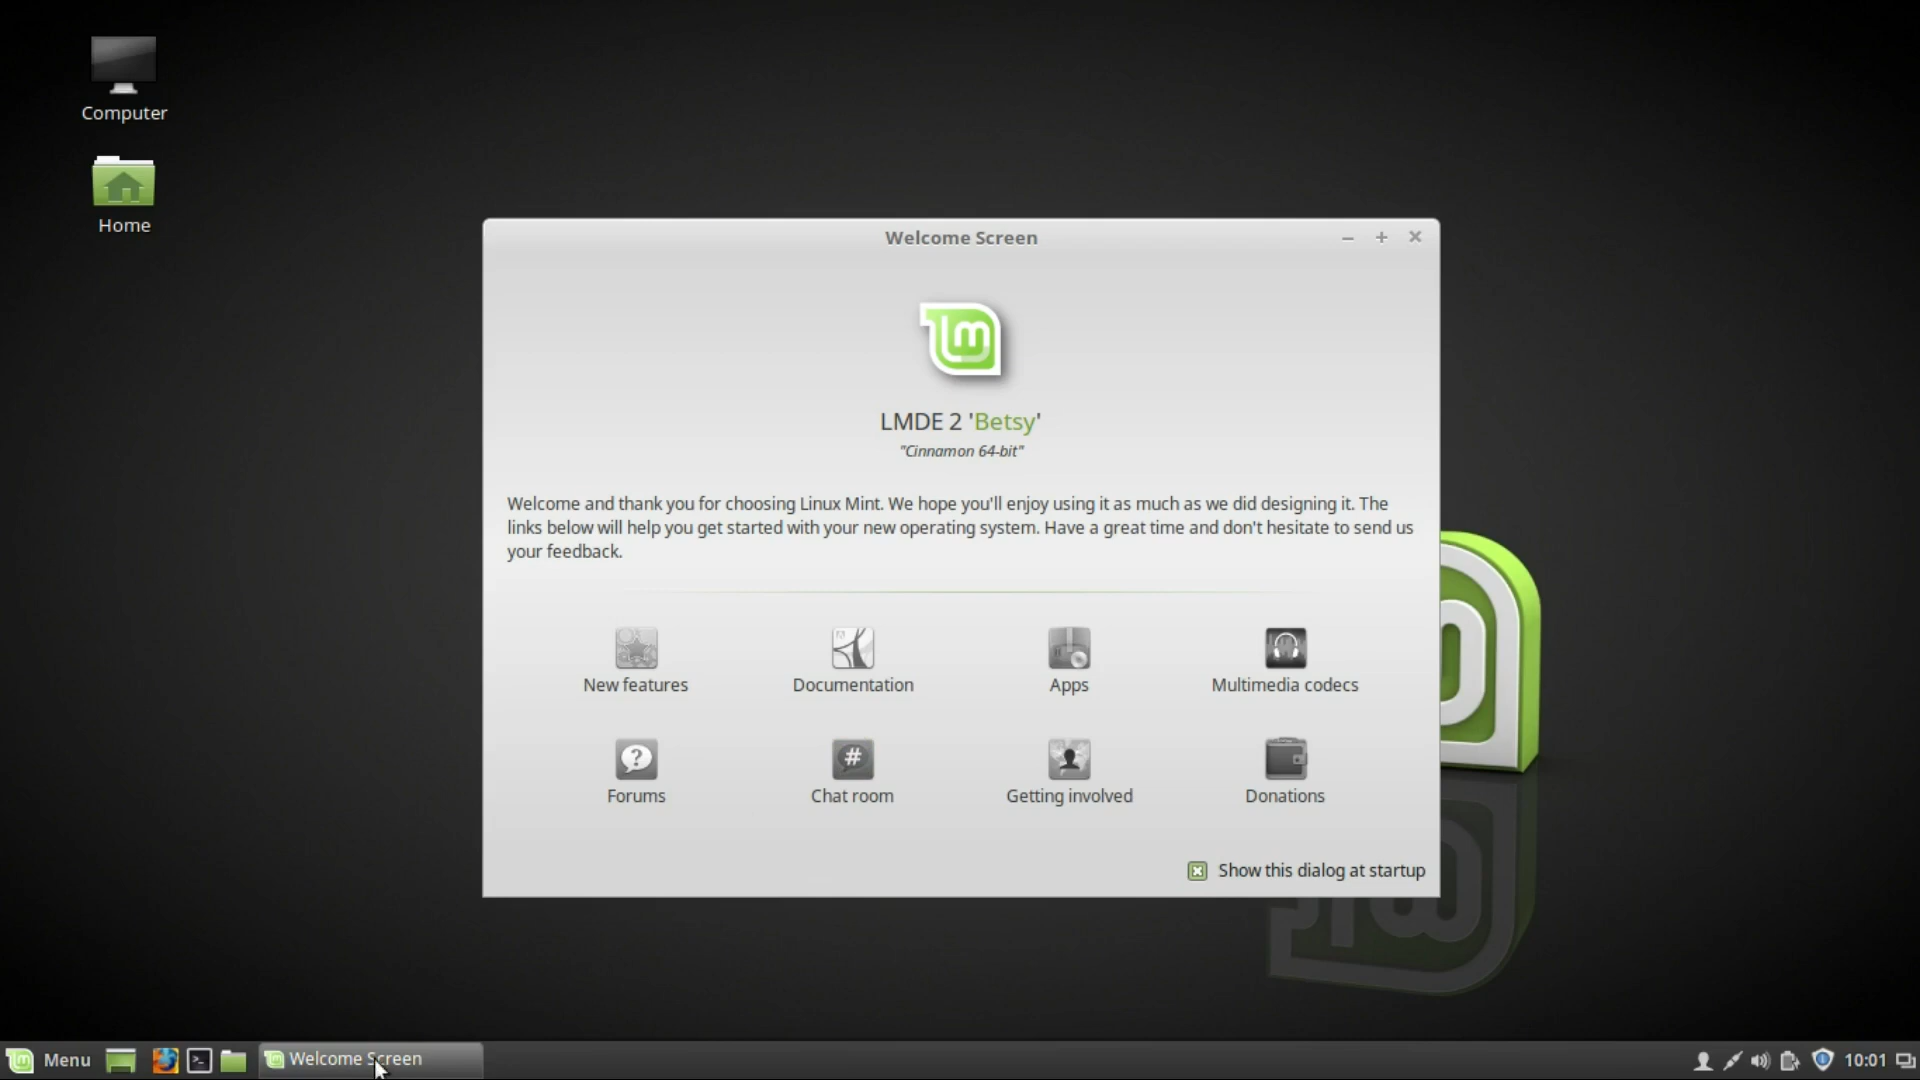 Computer
Home
Welcome Screen
LMDE 2 'Betsy'
"Cinnamon 64-bit"
Welcome and thank you for choosing Linux Mint. We hope you'll enjoy using it as much as we did designing it. The
links below will help you get started with your new operating system. Have a great time and don't hesitate to send us
your feedback.
New features
Documentation
Apps
Multimedia codecs
Forums
Chat room
Getting involved
Donations
Show this dialog at startup
Menu
Welcome Screen
10:01